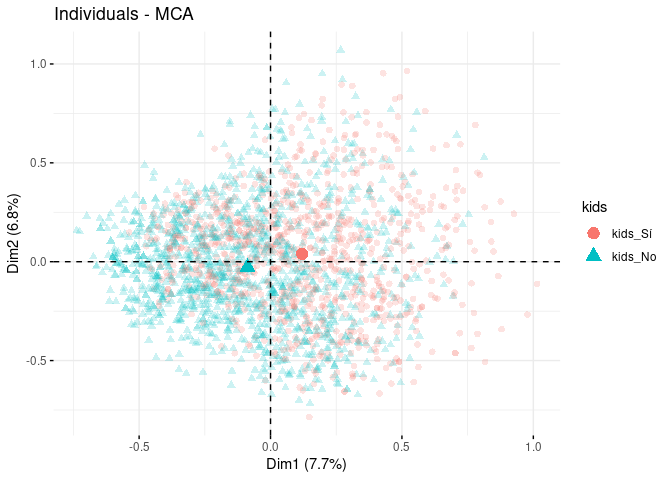 Individuals - MCA
1.0
0.5
0.0
-0.5
Dim2 (6.8%)
-0.5
0.0
0.5
1.0
Dim1 (7.7%)
kids
kids_Sí
kids_No